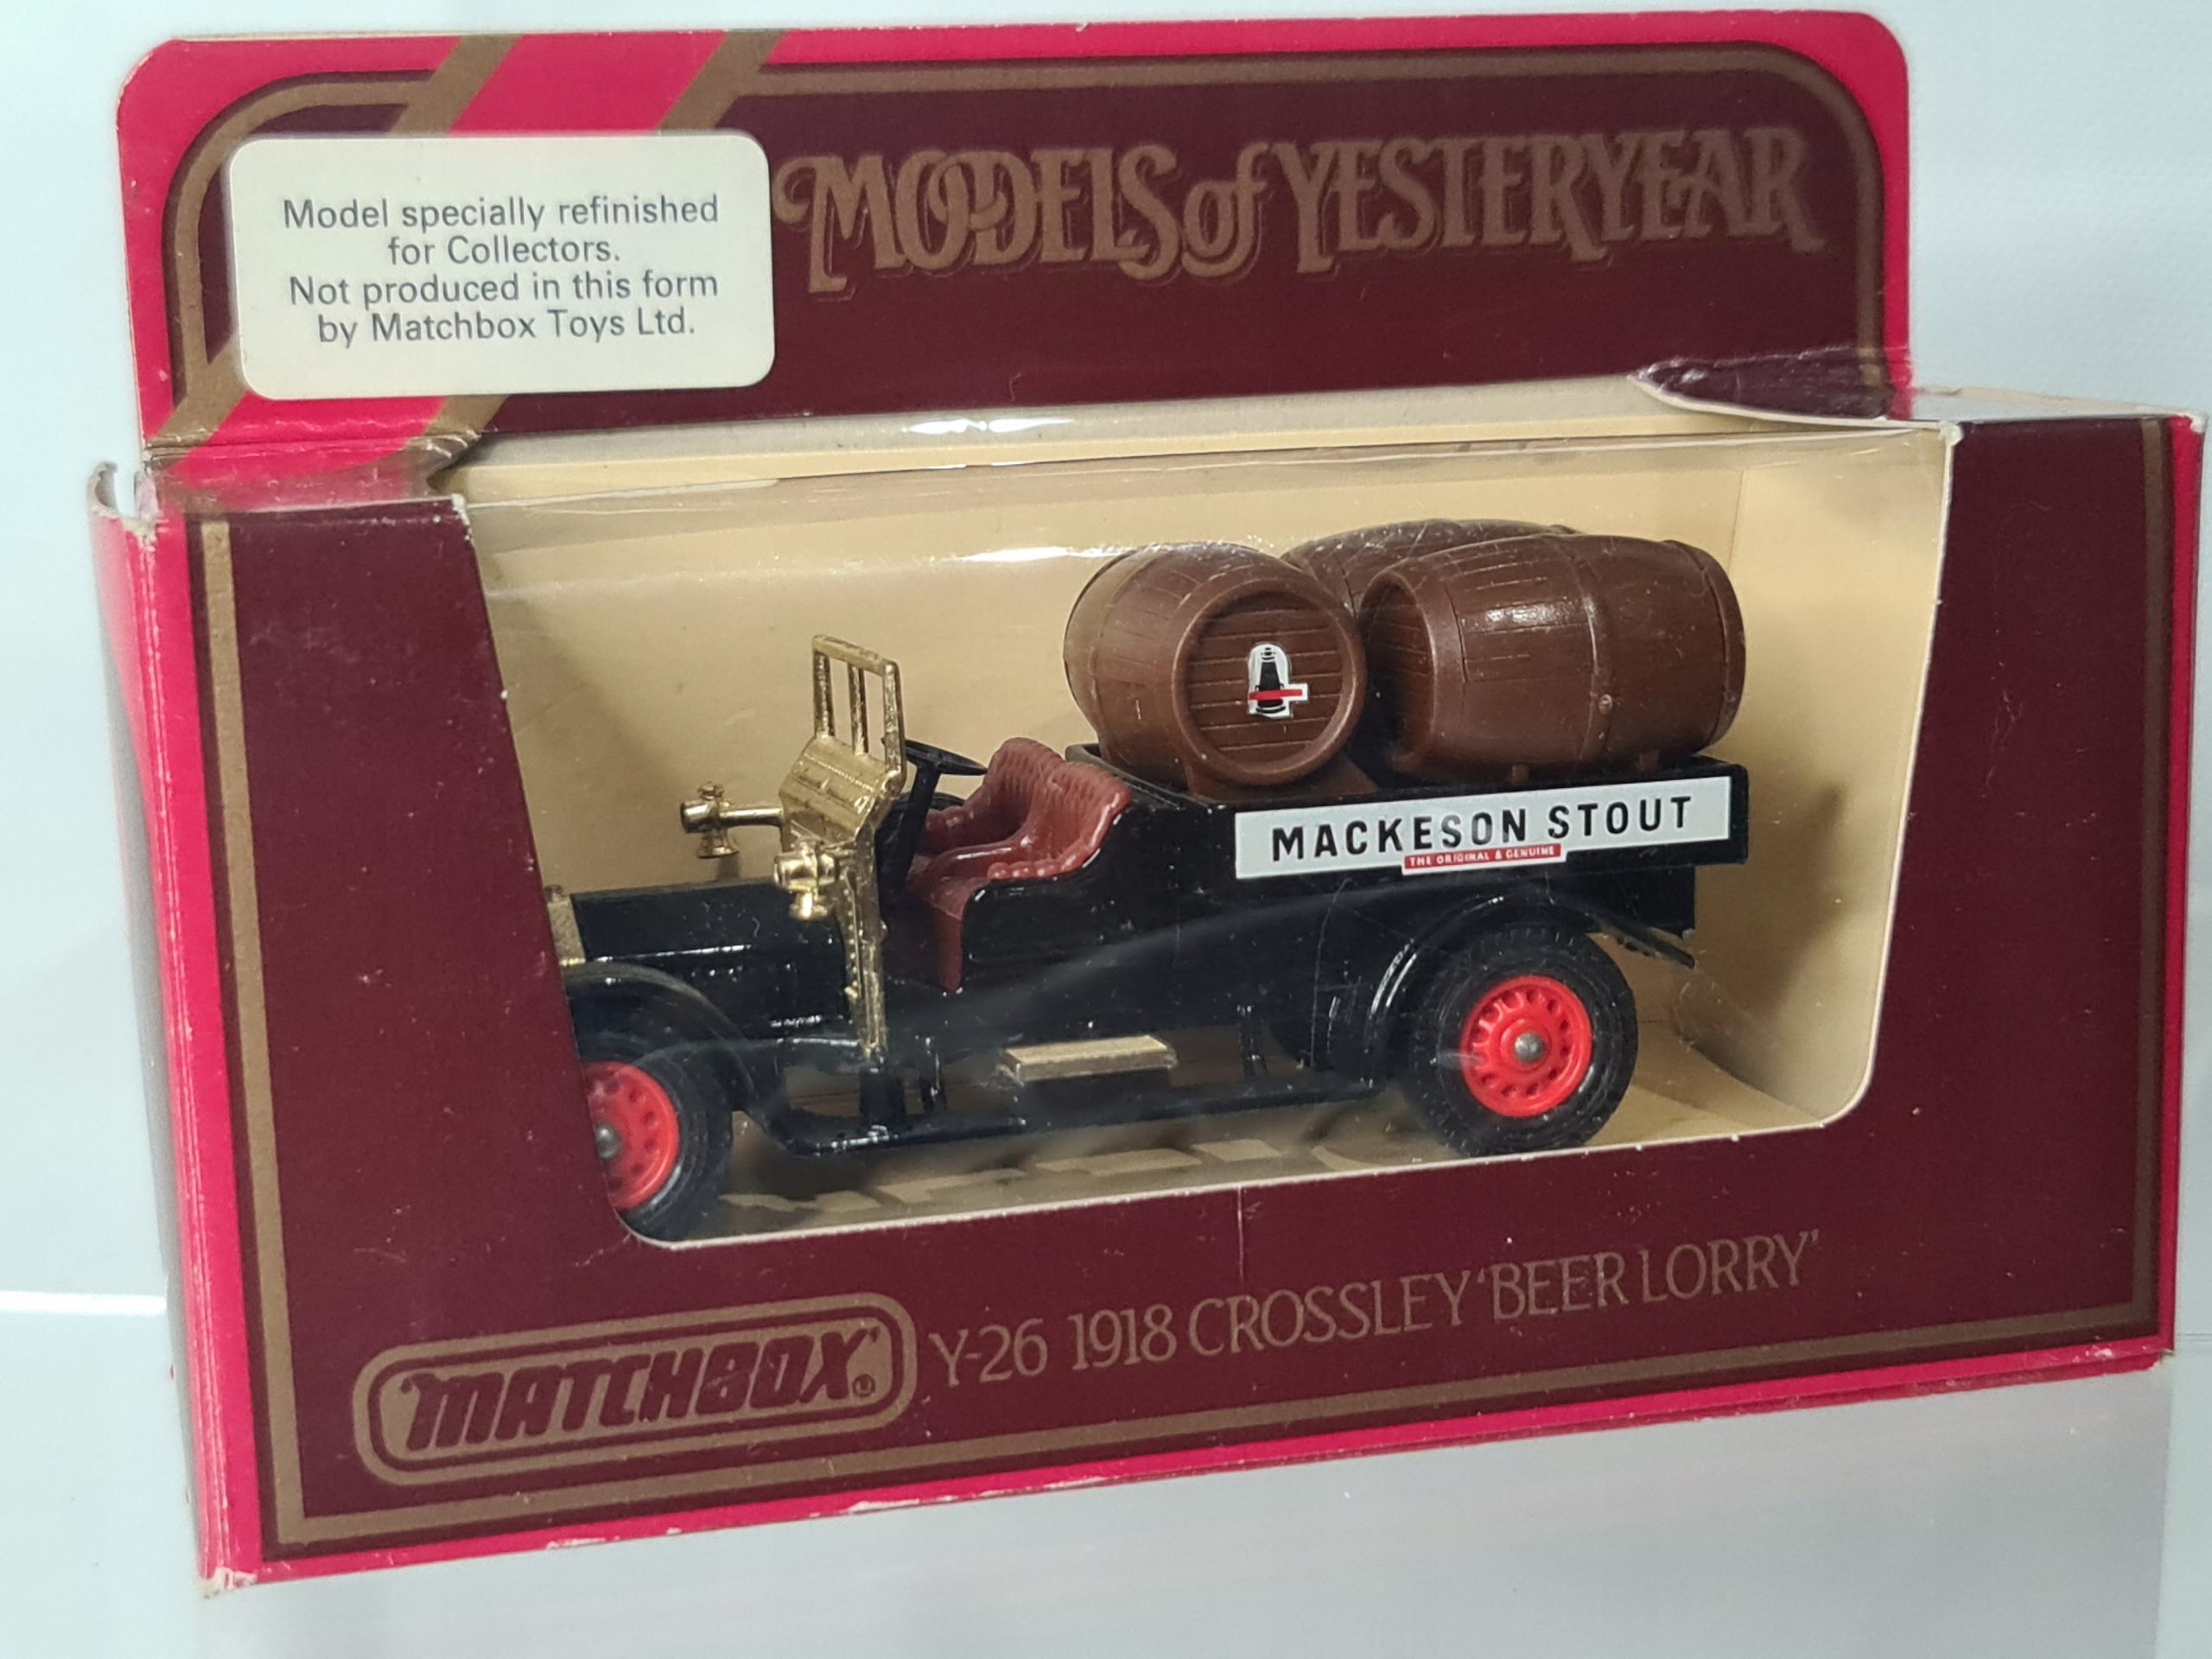 Model specially refinished
for Collectors.
Not produced in this form
by Matchbox Toys Ltd.
MODELS of YESTERYEAR
MACKESON STOUT
THE ORIGINAL & GENUINE
MATCHBOX® Y-26 1918 CROSSLEY 'BEER LORRY'